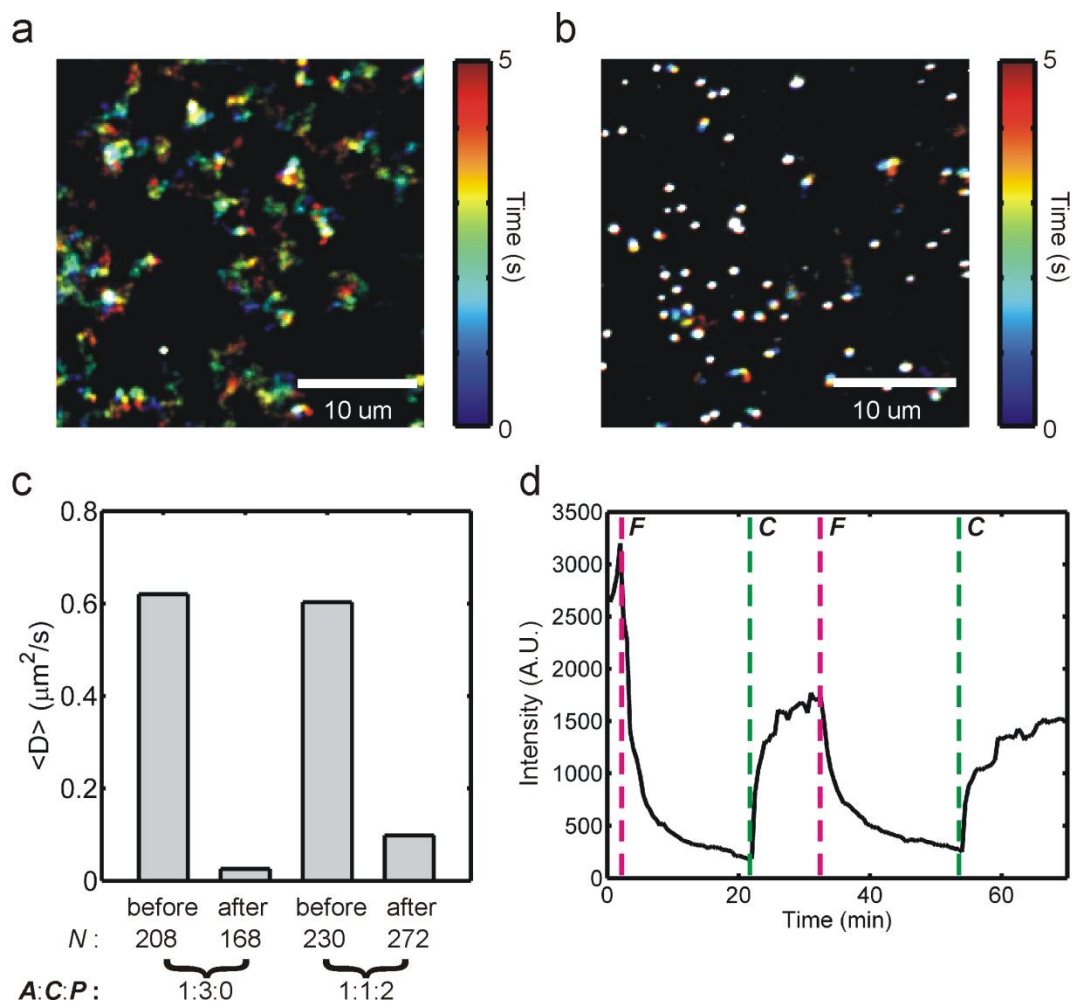 a
5
Time (s)
0
10 um
b
5
Time (s)
0
10 um
c
0.8
0.6
0.4
0.2
0
<D> (μm²/s)
before after before after
N : 208 168 230 272
A:C:P : 1:3:0 1:1:2
d
F C F C
3500
3000
2500
2000
1500
1000
500
0
Intensity (A.U.)
0 20 40 60
Time (min)